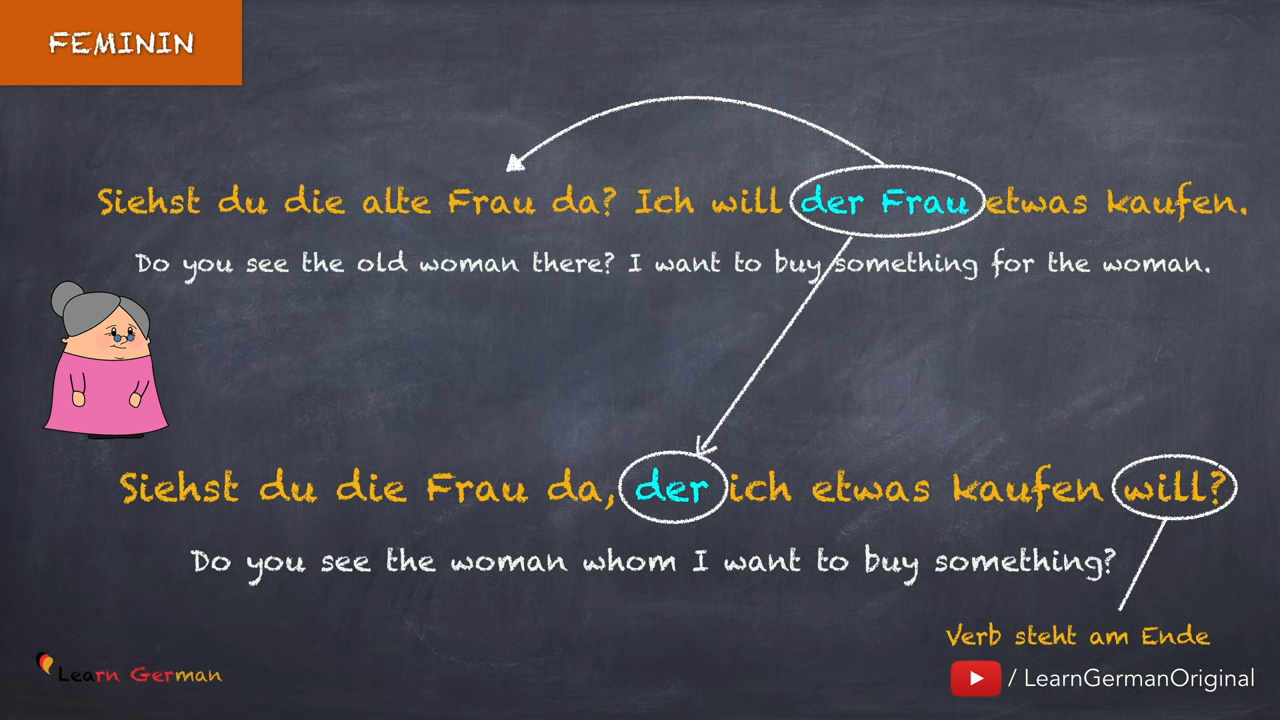 FEMININ
Siehst du die alte Frau da? Ich will der Frau etwas kaufen.
Do you see the old woman there? I want to buy something for the woman.
Siehst du die Frau da, der ich etwas kaufen will?
Do you see the woman whom I want to buy something?
Verb steht am Ende
Learn German
/ LearnGermanOriginal